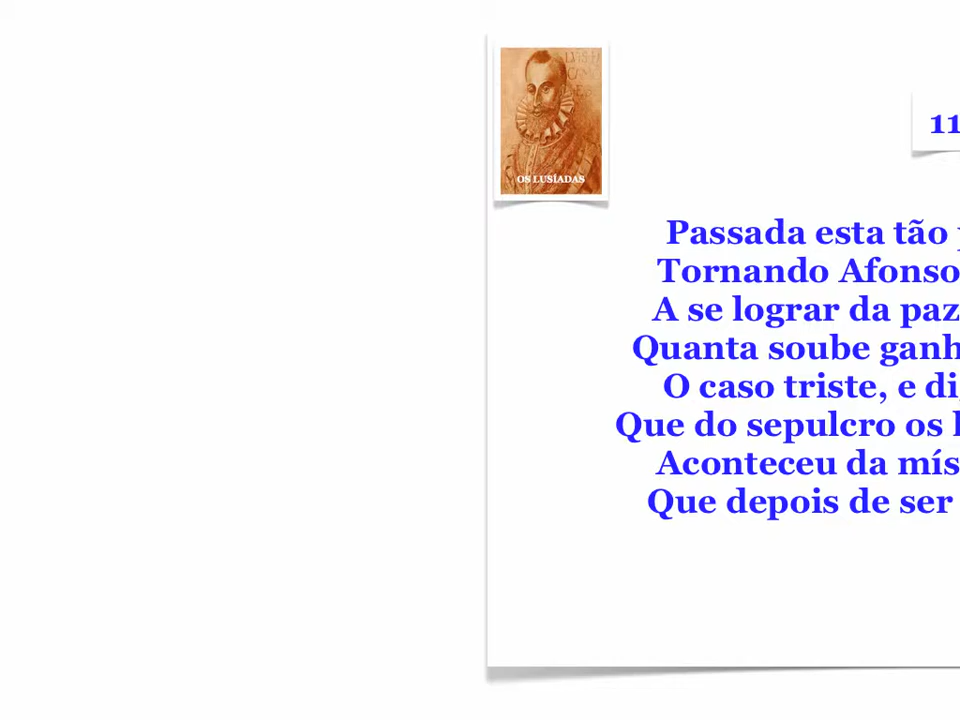 OS LUSÍADAS
11
Passada esta tão
Tornando Afonso
A se lograr da paz
Quanta soube ganh
O caso triste, e di
Que do sepulcro os
Aconteceu da mís
Que depois de ser